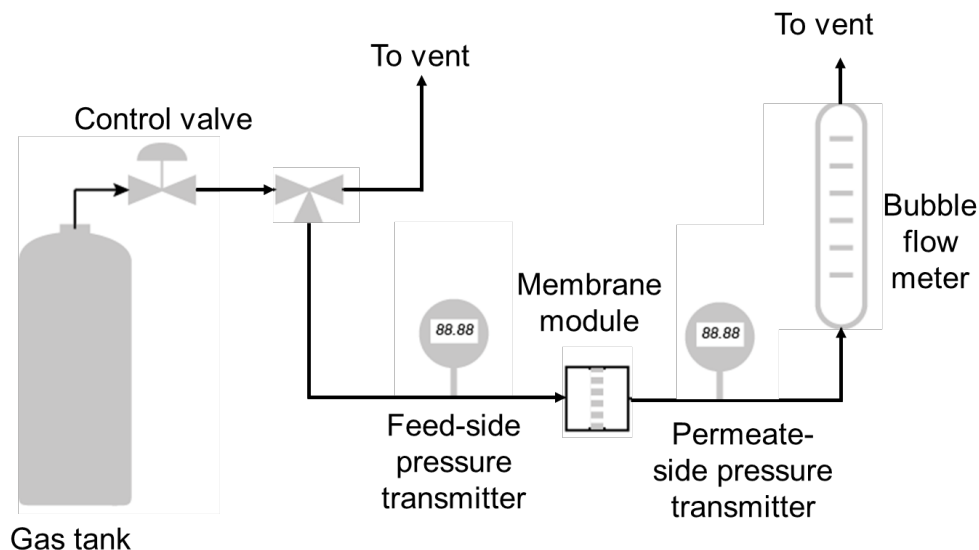 To vent
To vent
Control valve
Bubble
flow
meter
Membrane
module
88.88
88.88
Feed-side
pressure
transmitter
Permeate-
side pressure
transmitter
Gas tank